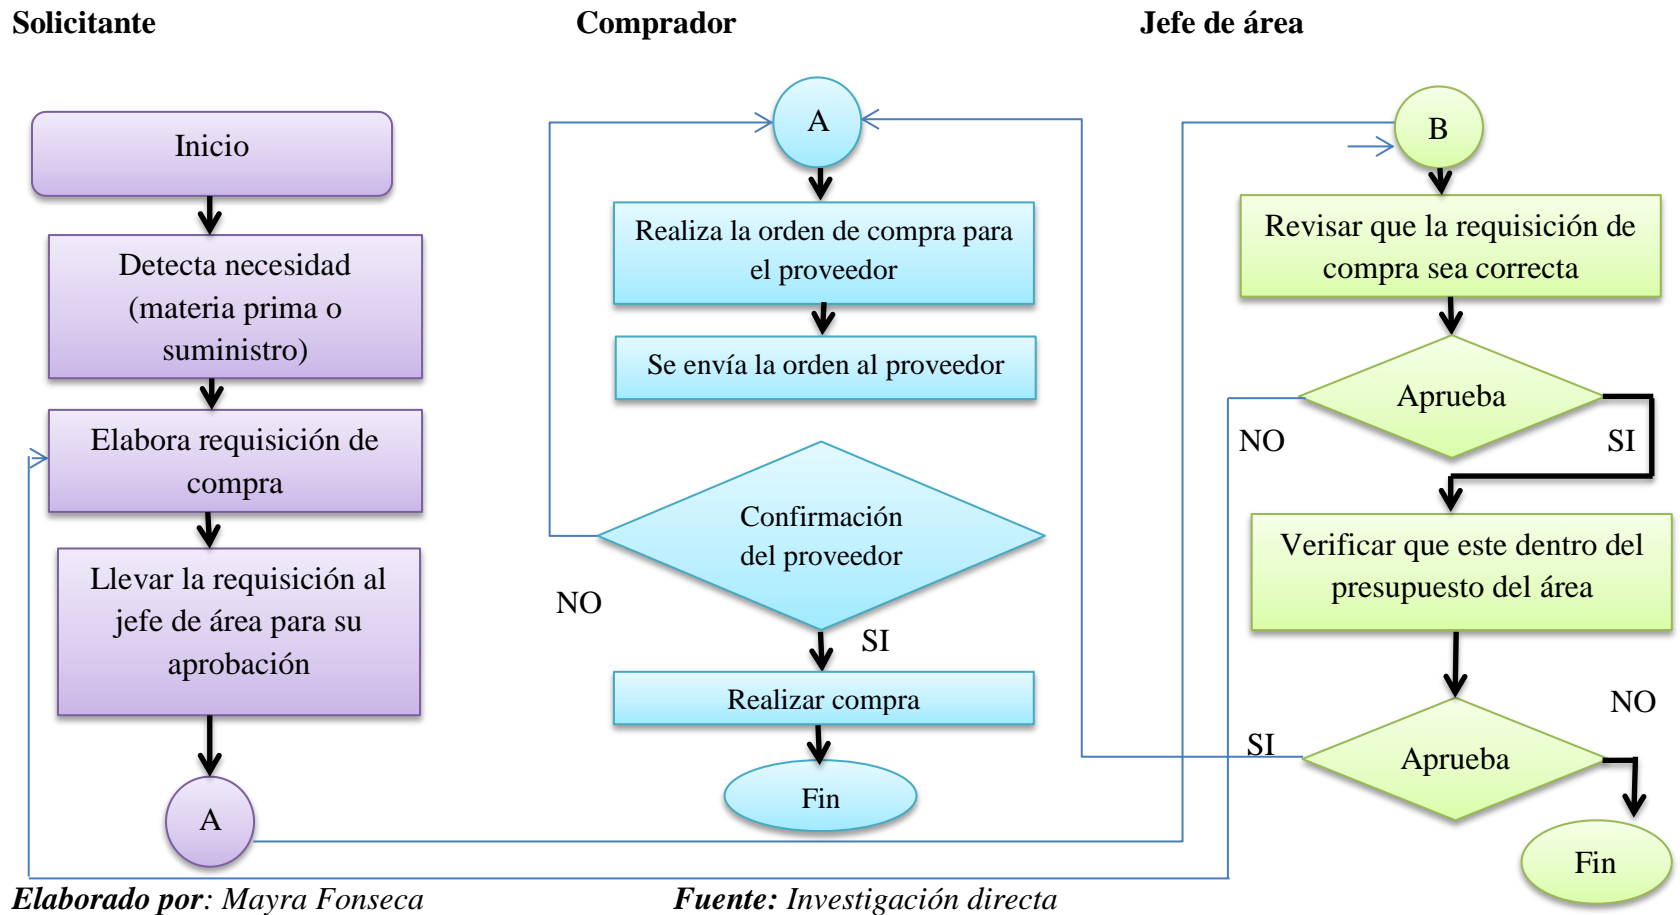 Solicitante
Comprador
Jefe de área
Inicio
Detecta necesidad
(materia prima o
suministro)
Elabora requisición de
compra
Llevar la requisición al
jefe de área para su
aprobación
A
A
Realiza la orden de compra para
el proveedor
Se envía la orden al proveedor
Confirmación
del proveedor
NO
SI
Realizar compra
Fin
B
Revisar que la requisición de
compra sea correcta
Aprueba
NO
SI
Verificar que este dentro del
presupuesto del área
Aprueba
SI
NO
Fin
Elaborado por: Mayra Fonseca
Fuente: Investigación directa